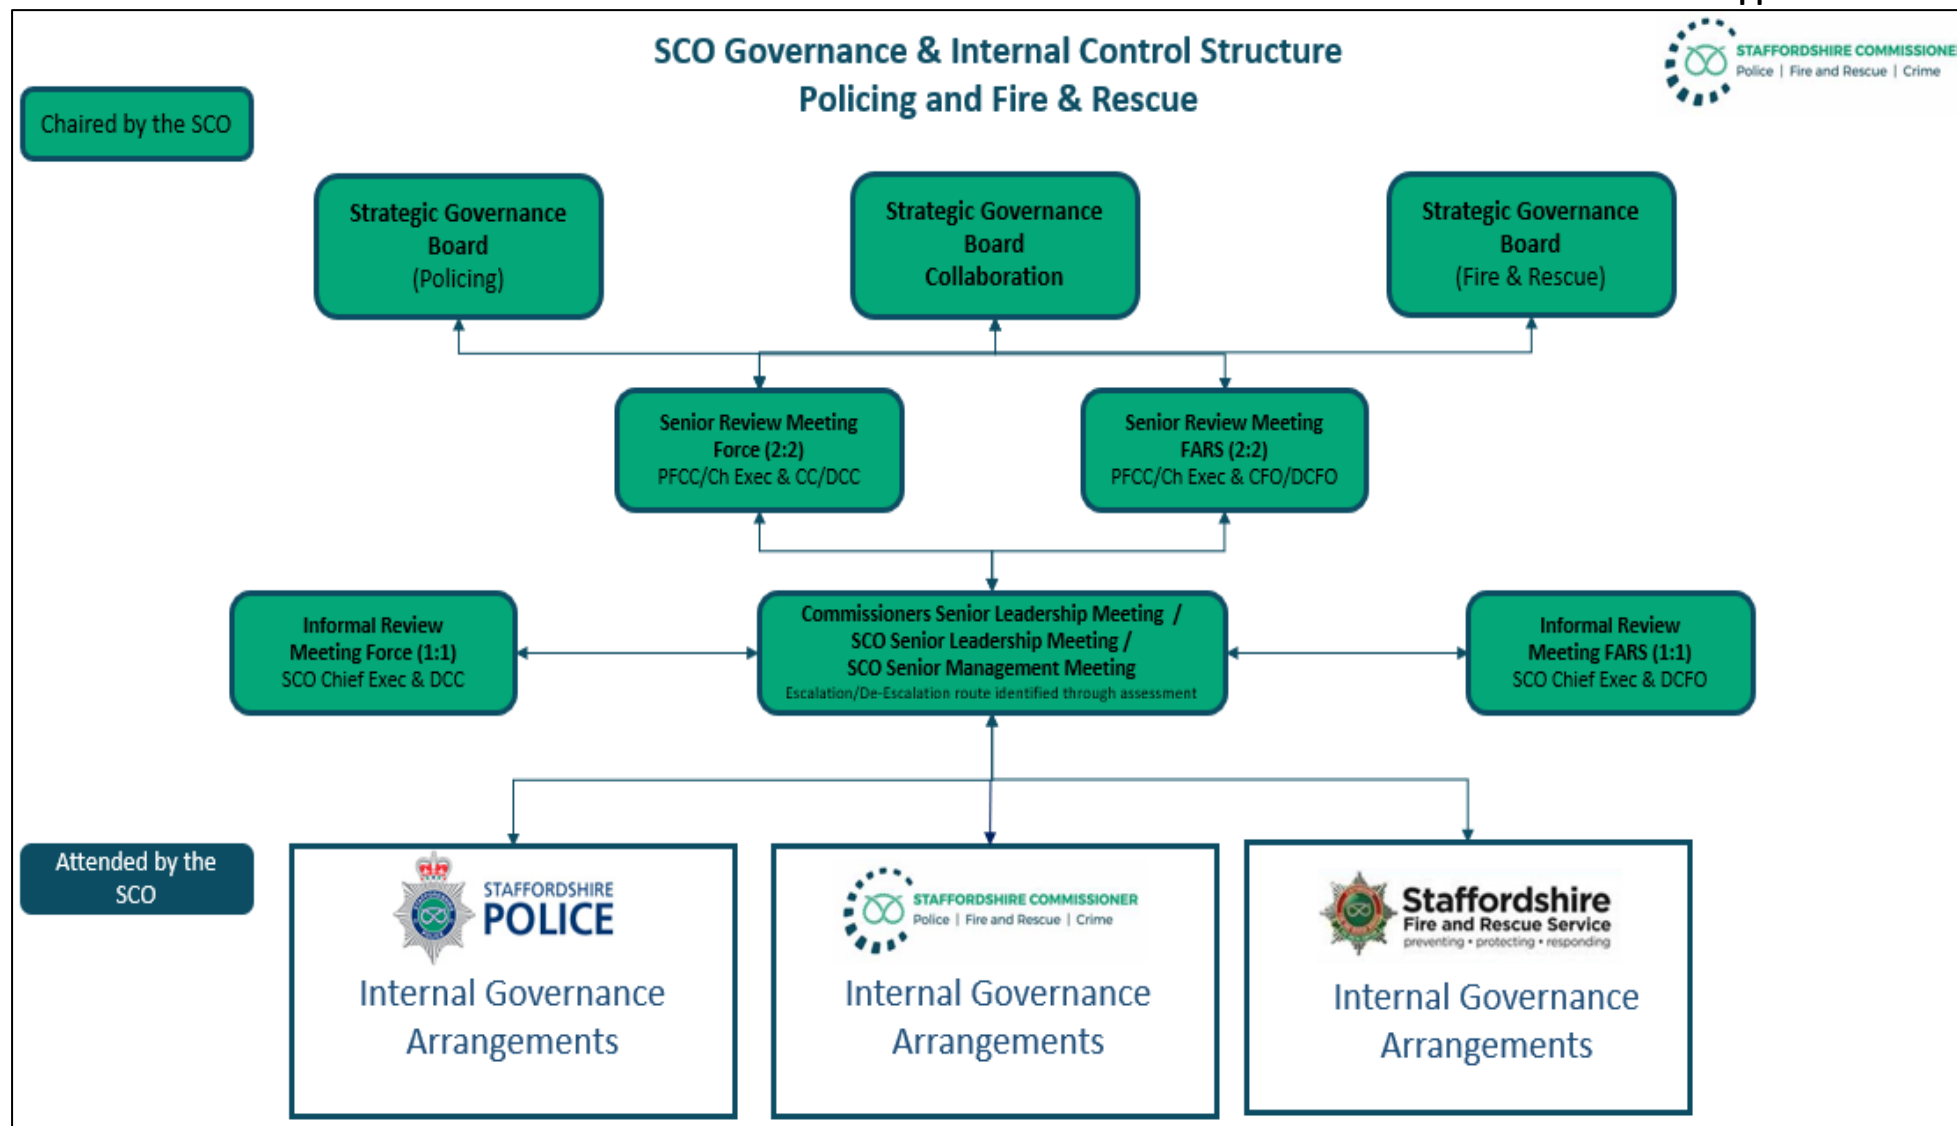 SCO Governance & Internal Control Structure
Policing and Fire & Rescue
STAFFORDSHIRE COMMISSIONE
Police | Fire and Rescue | Crime
Chaired by the SCO
Strategic Governance
Board
(Policing)
Strategic Governance
Board
Collaboration
Strategic Governance
Board
(Fire & Rescue)
Senior Review Meeting
Force (2:2)
PFCC/Ch Exec & CC/DCC
Senior Review Meeting
FARS (2:2)
PFCC/Ch Exec & CFO/DCFO
Informal Review
Meeting Force (1:1)
SCO Chief Exec & DCC
Commissioners Senior Leadership Meeting /
SCO Senior Leadership Meeting /
SCO Senior Management Meeting
Escalation/De-Escalation route identified through assessment
Informal Review
Meeting FARS (1:1)
SCO Chief Exec & DCFO
Attended by the
SCO
STAFFORDSHIRE
POLICE
Internal Governance
Arrangements
STAFFORDSHIRE COMMISSIONER
Police | Fire and Rescue | Crime
Internal Governance
Arrangements
Staffordshire
Fire and Rescue Service
preventing • protecting • responding
Internal Governance
Arrangements